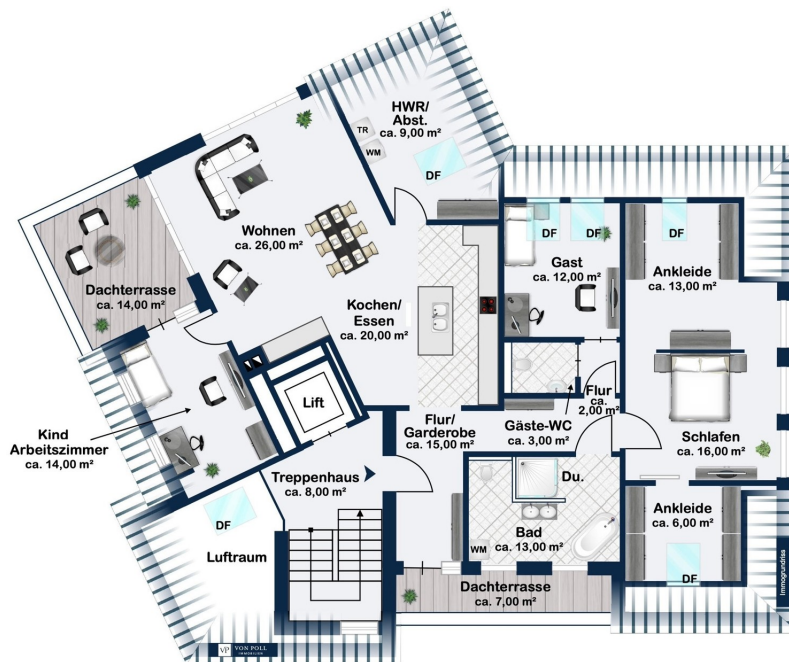 HWR/
Abst.
ca. 9,00 m²
TR
WM
DF
Wohnen
ca. 26,00 m²
DF
DF
DF
Gast
ca. 12,00 m²
Ankleide
ca. 13,00 m²
Dachterrasse
ca. 14,00 m²
Kochen/
Essen
ca. 20,00 m²
Lift
Flur
ca.
2,00 m²
Kind
Arbeitszimmer
ca. 14,00 m²
Flur/
Garderobe
ca. 15,00 m²
Gäste-WC
ca. 3,00 m²
Schlafen
ca. 16,00 m²
Treppenhaus
ca. 8,00 m²
Du.
DF
Luftraum
Bad
ca. 13,00 m²
WM
Ankleide
ca. 6,00 m²
DF
Dachterrasse
ca. 7,00 m²
immogrundriss
VP VON POLL
IMMOBILIEN